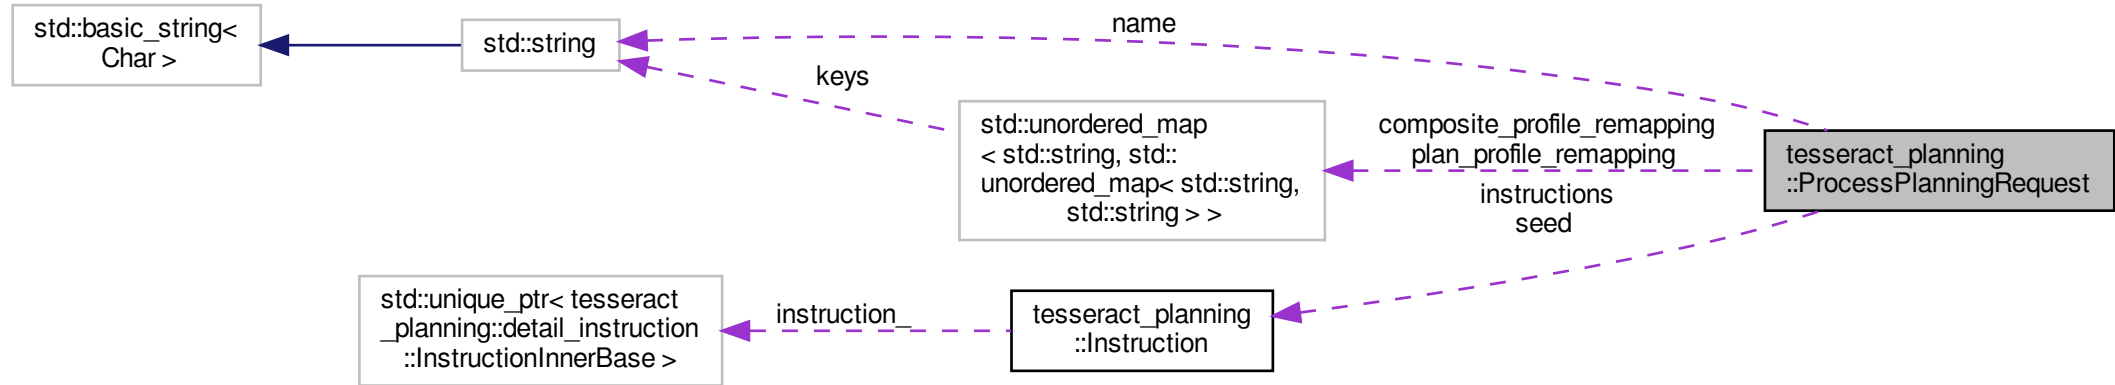 std::basic_string<
Char >
std::string
name
keys
std::unordered_map
< std::string, std::
unordered_map< std::string,
std::string > >
composite_profile_remapping
plan_profile_remapping
instructions
seed
tesseract_planning
::ProcessPlanningRequest
std::unique_ptr< tesseract
_planning::detail_instruction
::InstructionInnerBase >
instruction_
tesseract_planning
::Instruction